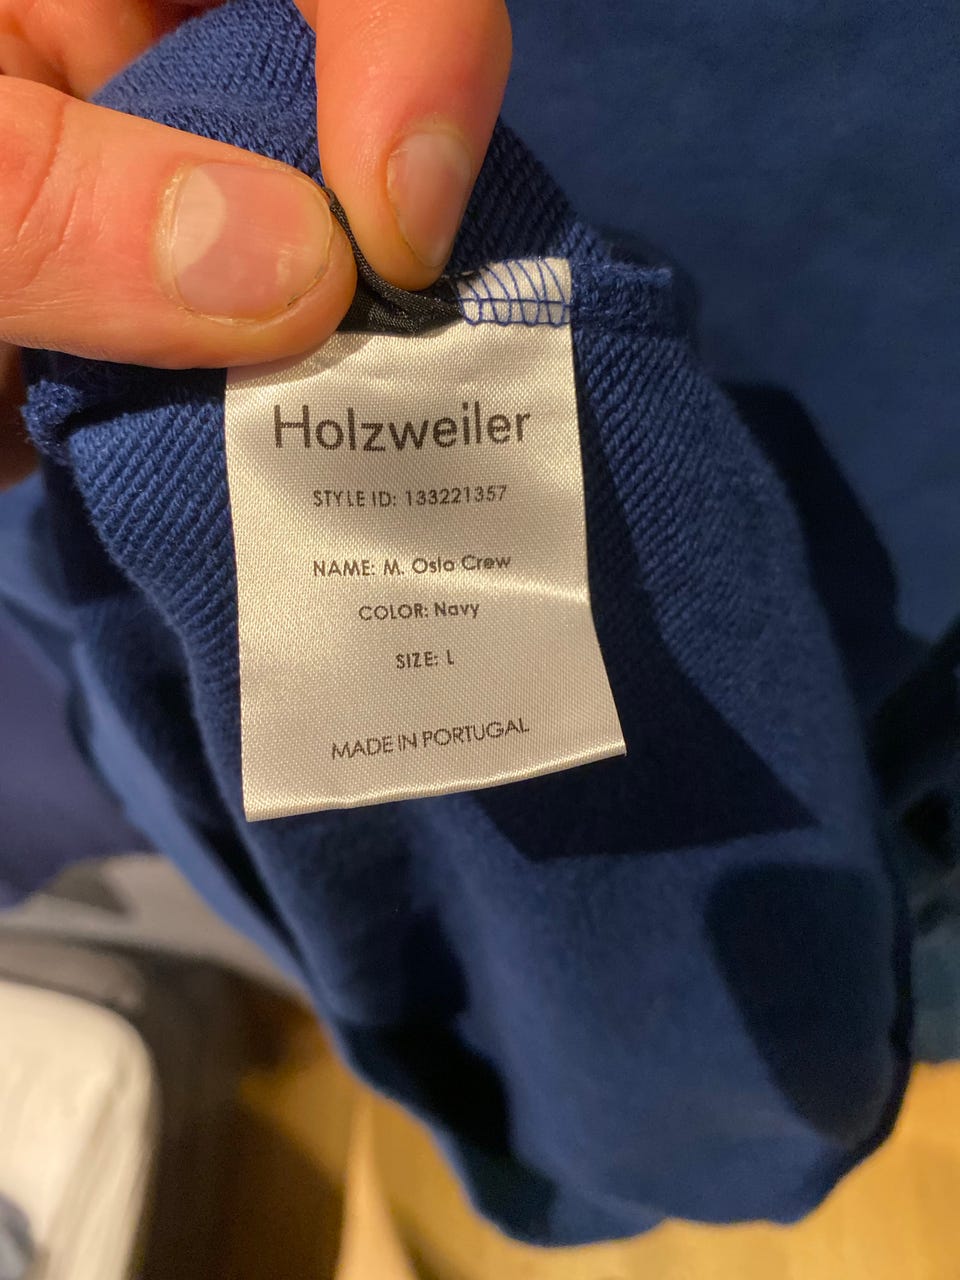 Holzweiler
STYLE ID: 133221357
NAME: M. Oslo Crew
COLOR: Navy
SIZE: L
MADE IN PORTUGAL